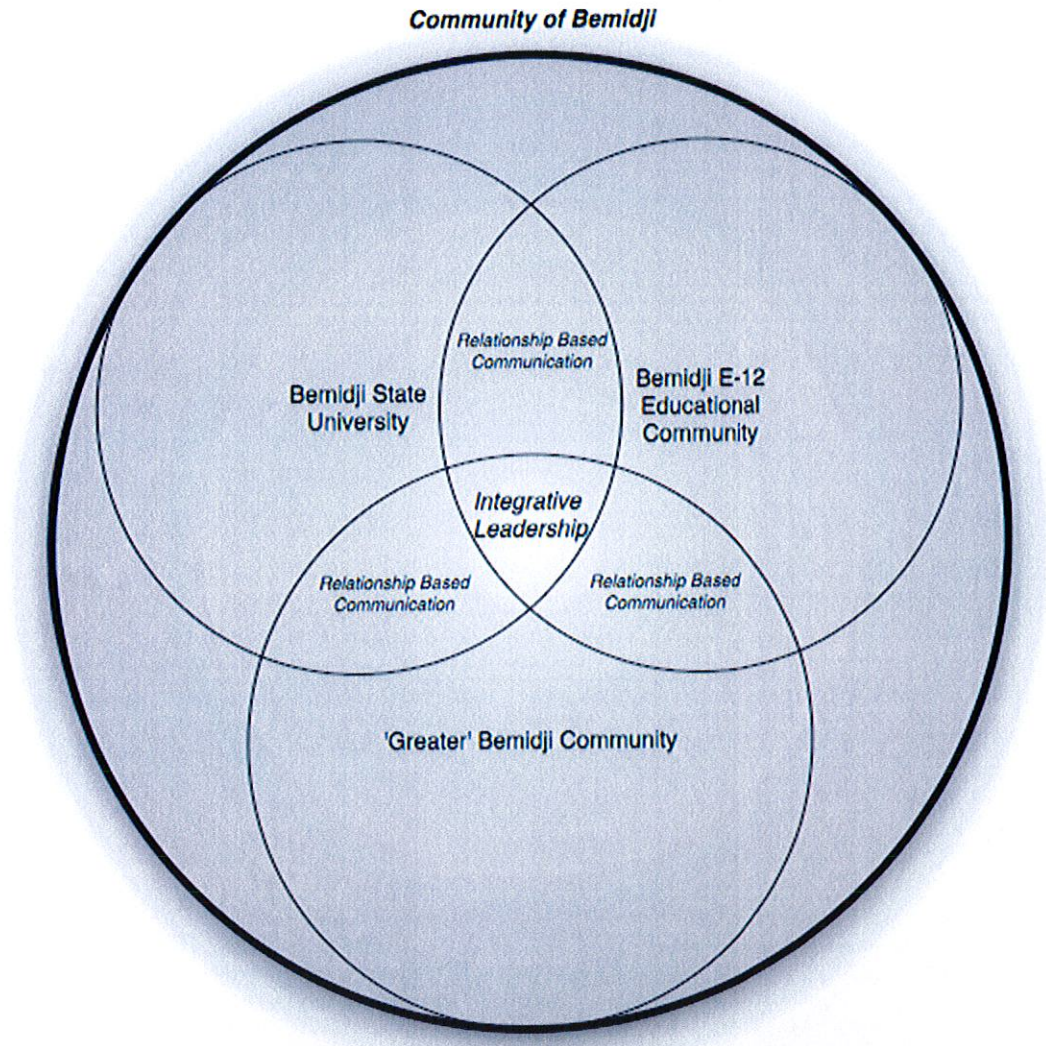 Community of Bemidji
Relationship Based
Communication
Bemidji State
University
Bemidji E-12
Educational
Community
Integrative
Leadership
Relationship Based
Communication
Relationship Based
Communication
'Greater' Bemidji Community